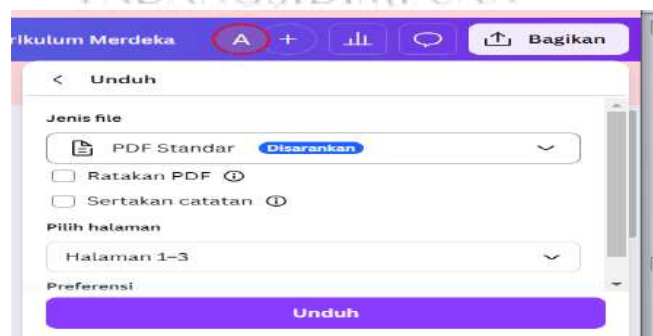 rikulum Merdeka A + Bagikan
< Unduh
Jenis file
PDF Standar Disarankan
Ratakan PDF
Sertakan catatan
Pilih halaman
Halaman 1–3
Preferensi
Unduh